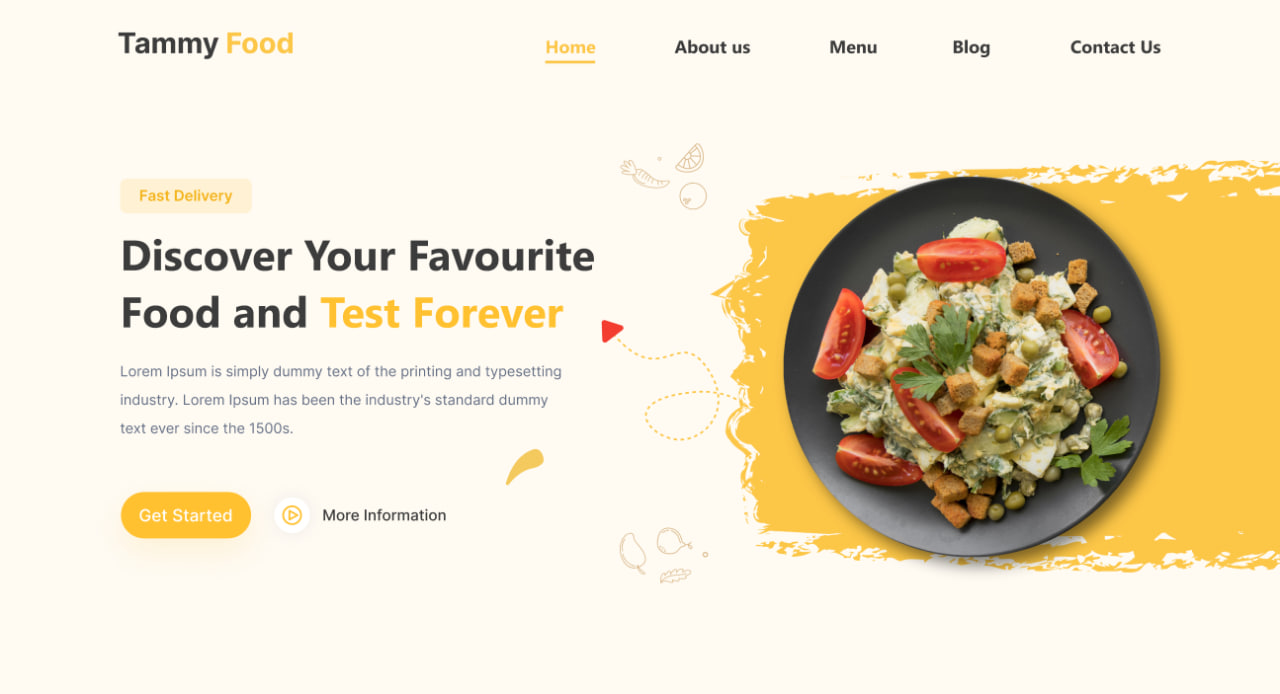 Tammy Food
Home About us Menu Blog Contact Us
Fast Delivery
Discover Your Favourite
Food and Test Forever
Lorem Ipsum is simply dummy text of the printing and typesetting
industry. Lorem Ipsum has been the industry's standard dummy
text ever since the 1500s.
Get Started
More Information